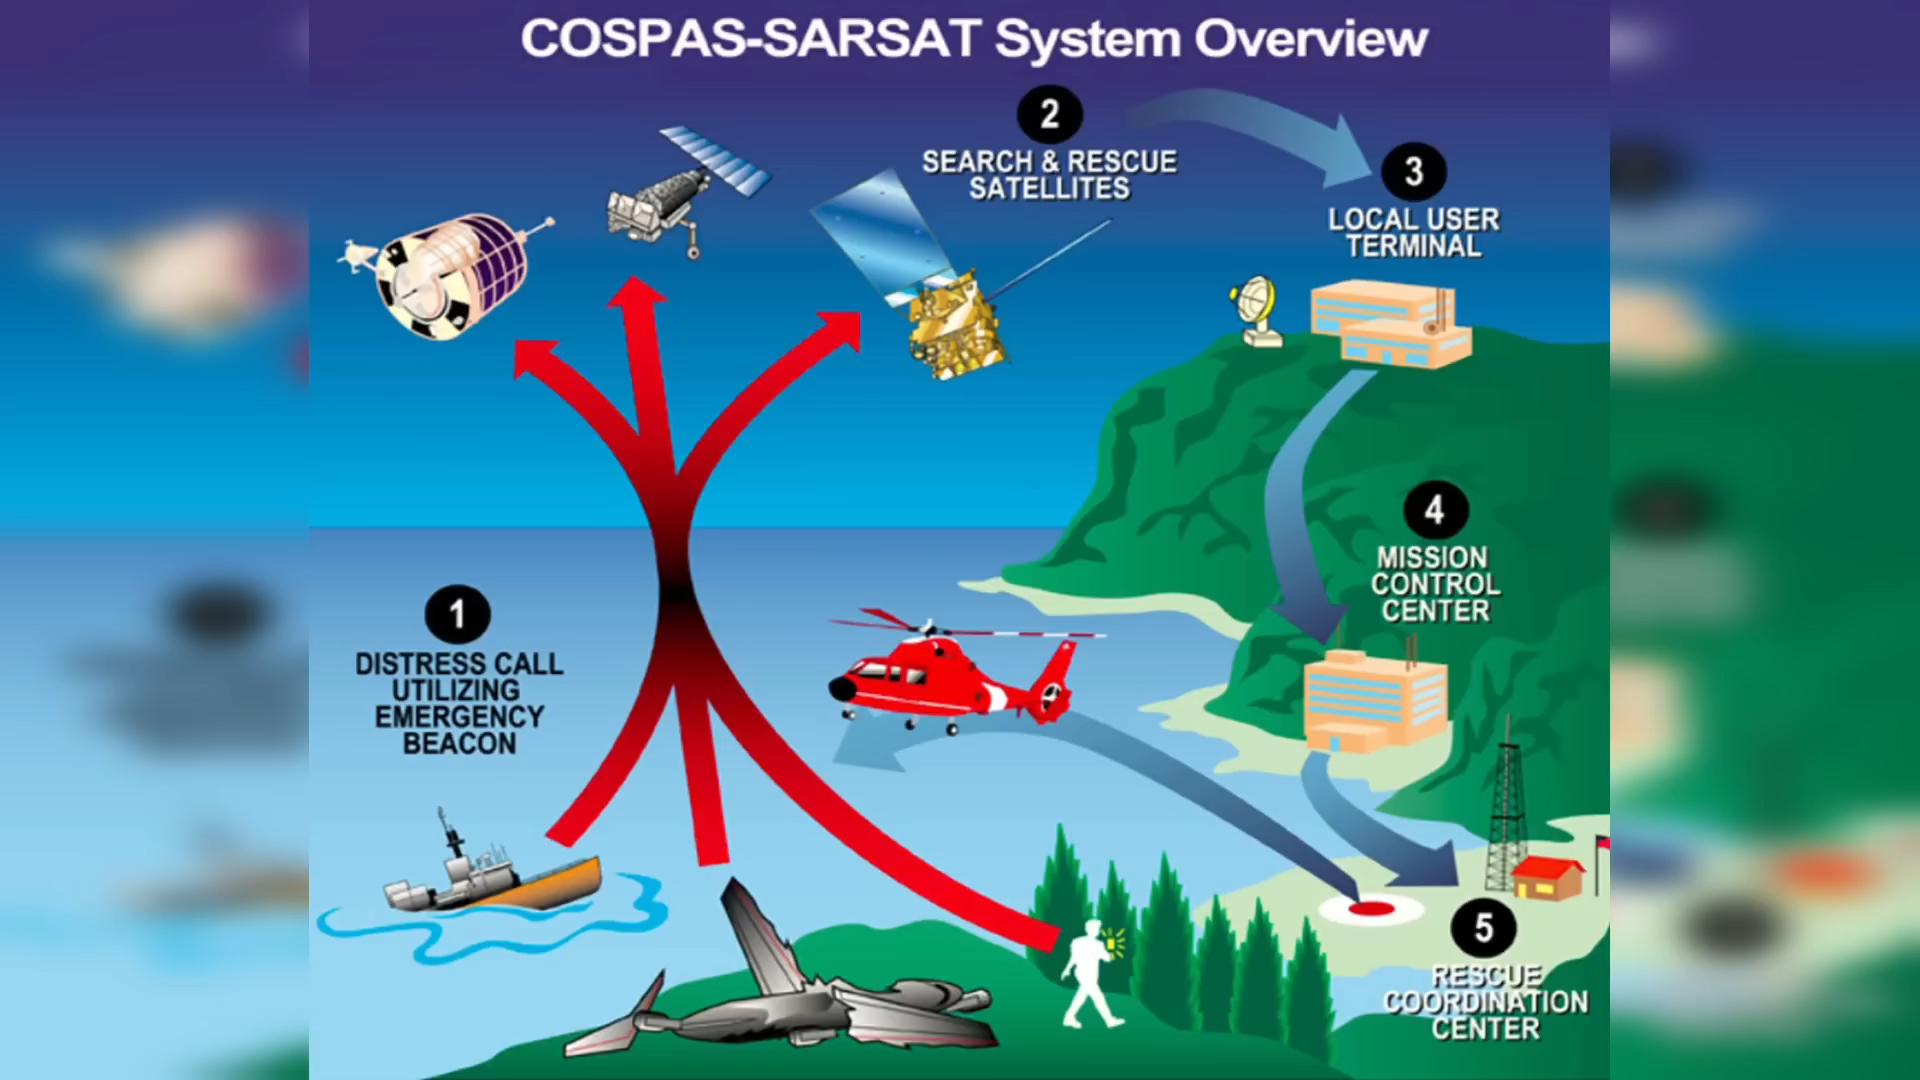 COSPAS-SARSAT System Overview
2
SEARCH & RESCUE
SATELLITES
3
LOCAL USER
TERMINAL
4
MISSION
CONTROL
CENTER
1
DISTRESS CALL
UTILIZING
EMERGENCY
BEACON
5
RESCUE
COORDINATION
CENTER